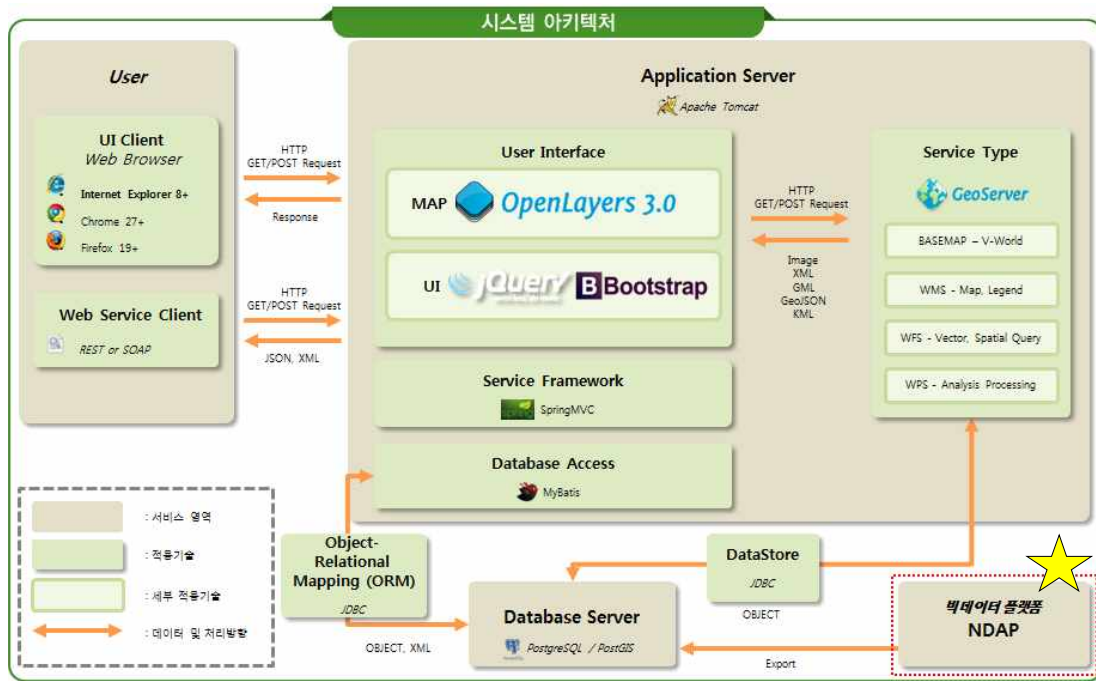 시스템 아키텍처
User
UI Client
Web Browser
Internet Explorer 8+
Chrome 27+
Firefox 19+
Web Service Client
REST or SOAP
HTTP
GET/POST Request
Response
HTTP
GET/POST Request
JSON, XML
Application Server
Apache Tomcat
User Interface
MAP OpenLayers 3.0
UI jQuery B Bootstrap
Service Framework
SpringMVC
Database Access
MyBatis
HTTP
GET/POST Request
Image
XML
GML
GeoJSON
KML
Service Type
GeoServer
BASEMAP – V-World
WMS - Map, Legend
WFS - Vector, Spatial Query
WPS - Analysis Processing
: 서비스 영역
: 적용기술
: 세부 적용기술
: 데이터 및 처리방향
Object-
Relational
Mapping (ORM)
JDBC
OBJECT, XML
Database Server
PostgreSQL / PostGIS
DataStore
JDBC
OBJECT
빅데이터 플랫폼
NDAP
Export